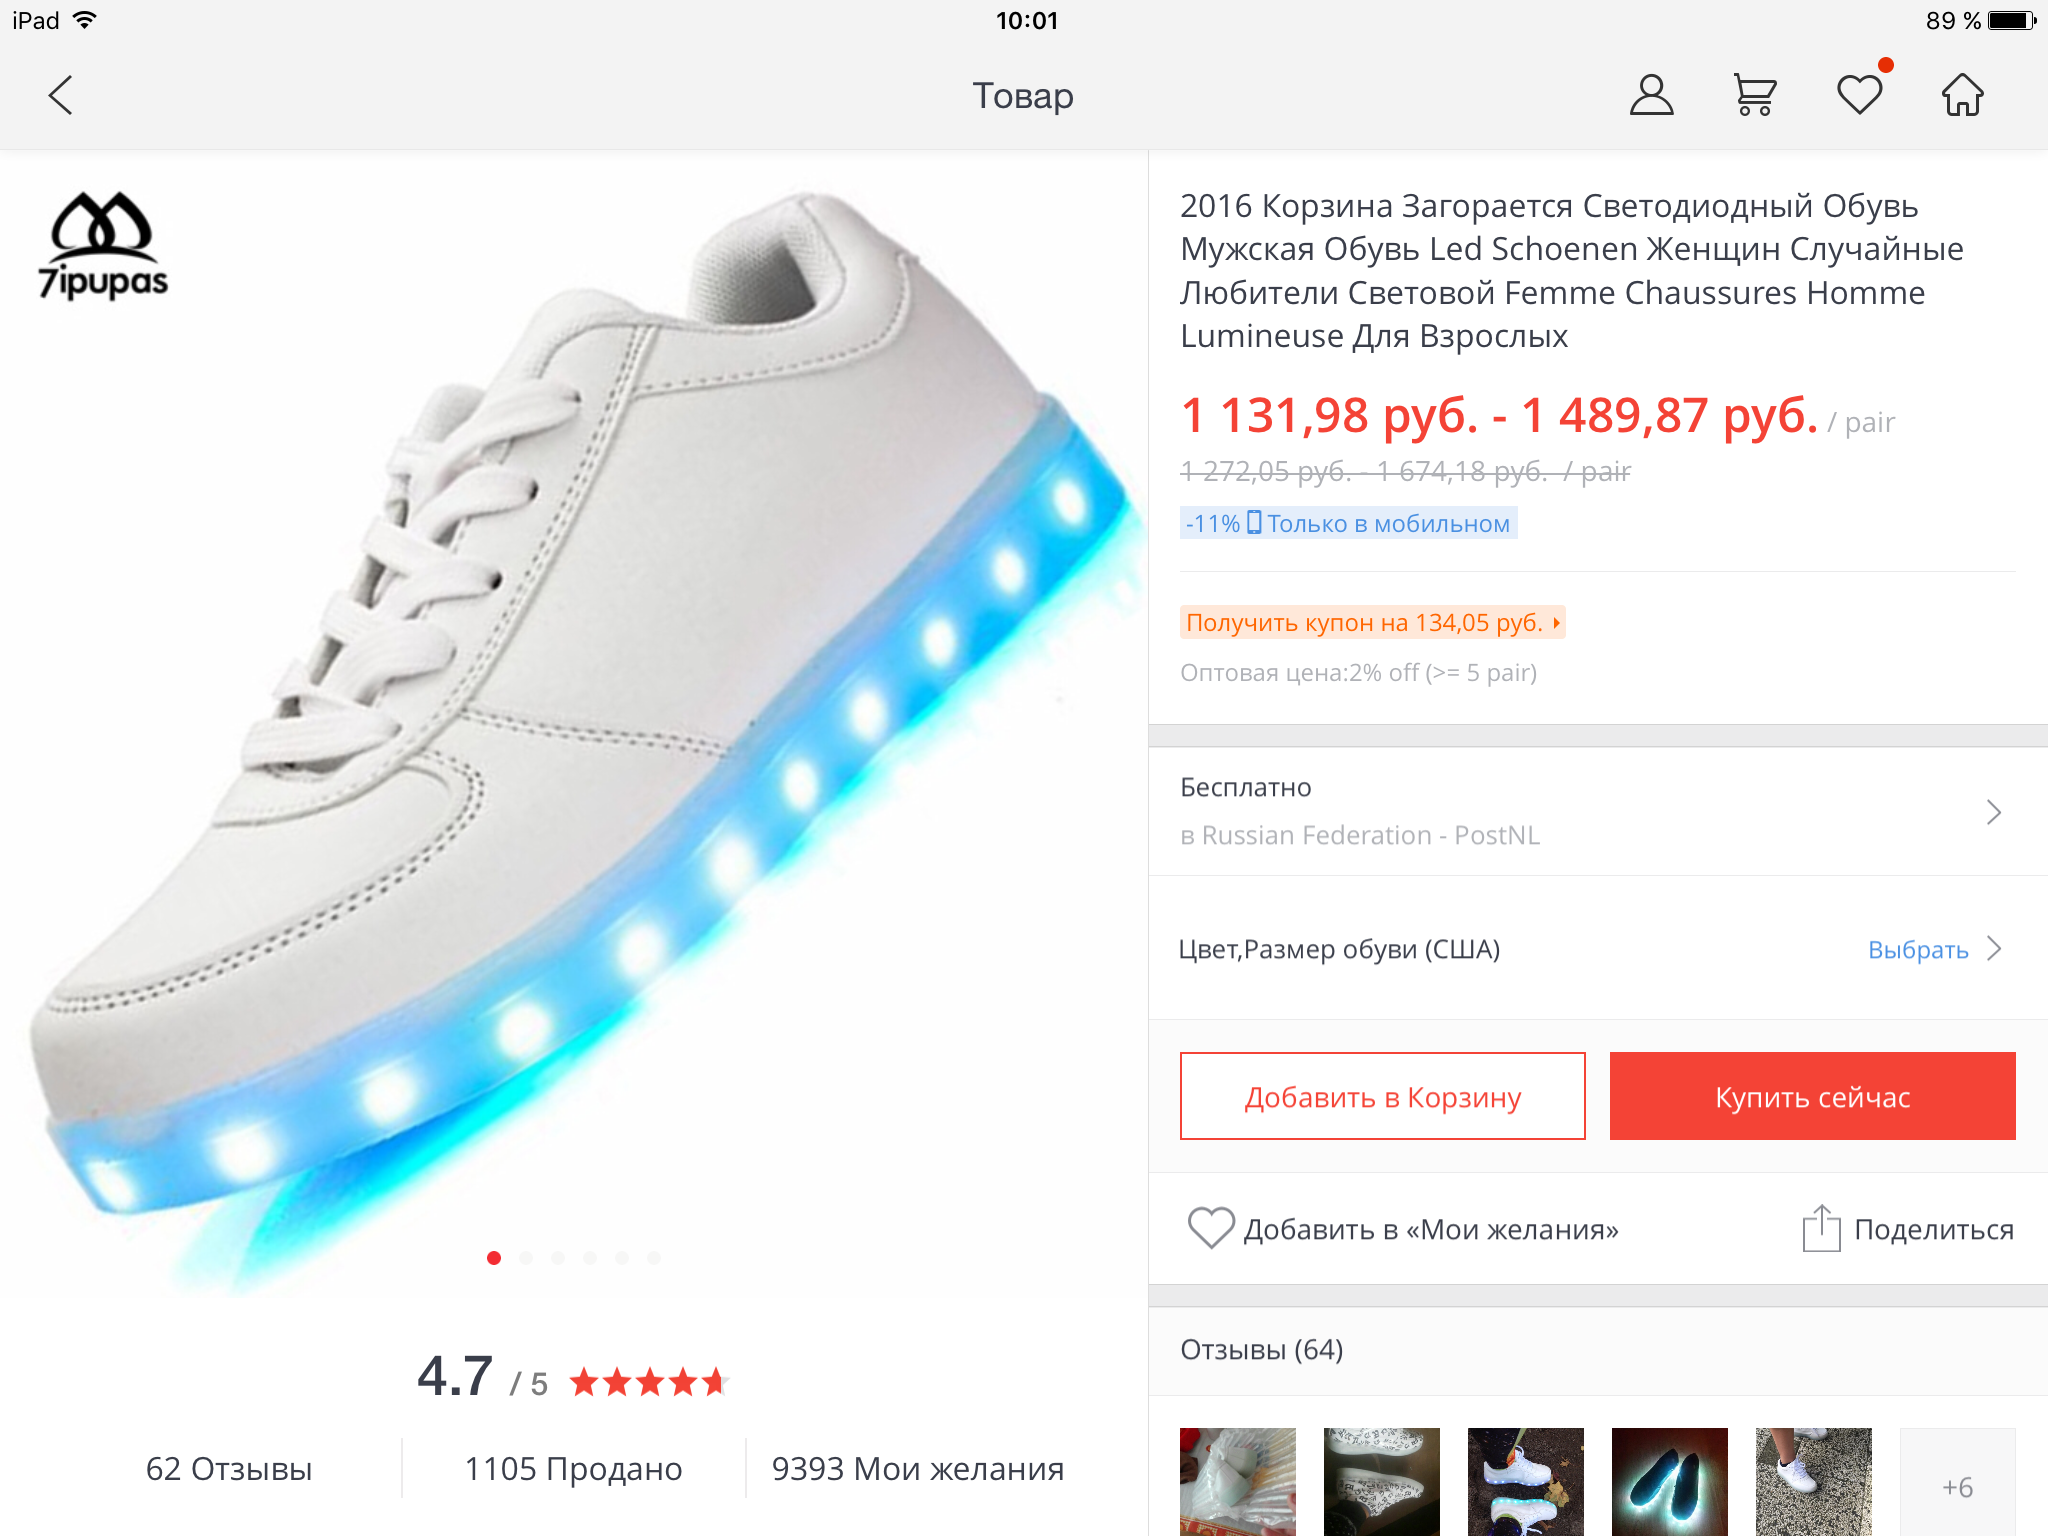 iPad
10:01
89 %
Товар
7ipupas
2016 Корзина Загорается Светодиодный Обувь
Мужская Обувь Led Schoenen Женщин Случайные
Любители Световой Femme Chaussures Homme
Lumineuse Для Взрослых
1 131,98 руб. - 1 489,87 руб. / pair
1 272,05 руб. - 1 674,18 руб. / pair
-11% Только в мобильном
Получить купон на 134,05 руб.
Оптовая цена:2% off (>= 5 pair)
Бесплатно
в Russian Federation - PostNL
Цвет,Размер обуви (США)
Выбрать
Добавить в Корзину
Купить сейчас
Добавить в «Мои желания»
Поделиться
Отзывы (64)
+6
4.7 / 5
62 Отзывы
1105 Продано
9393 Мои желания